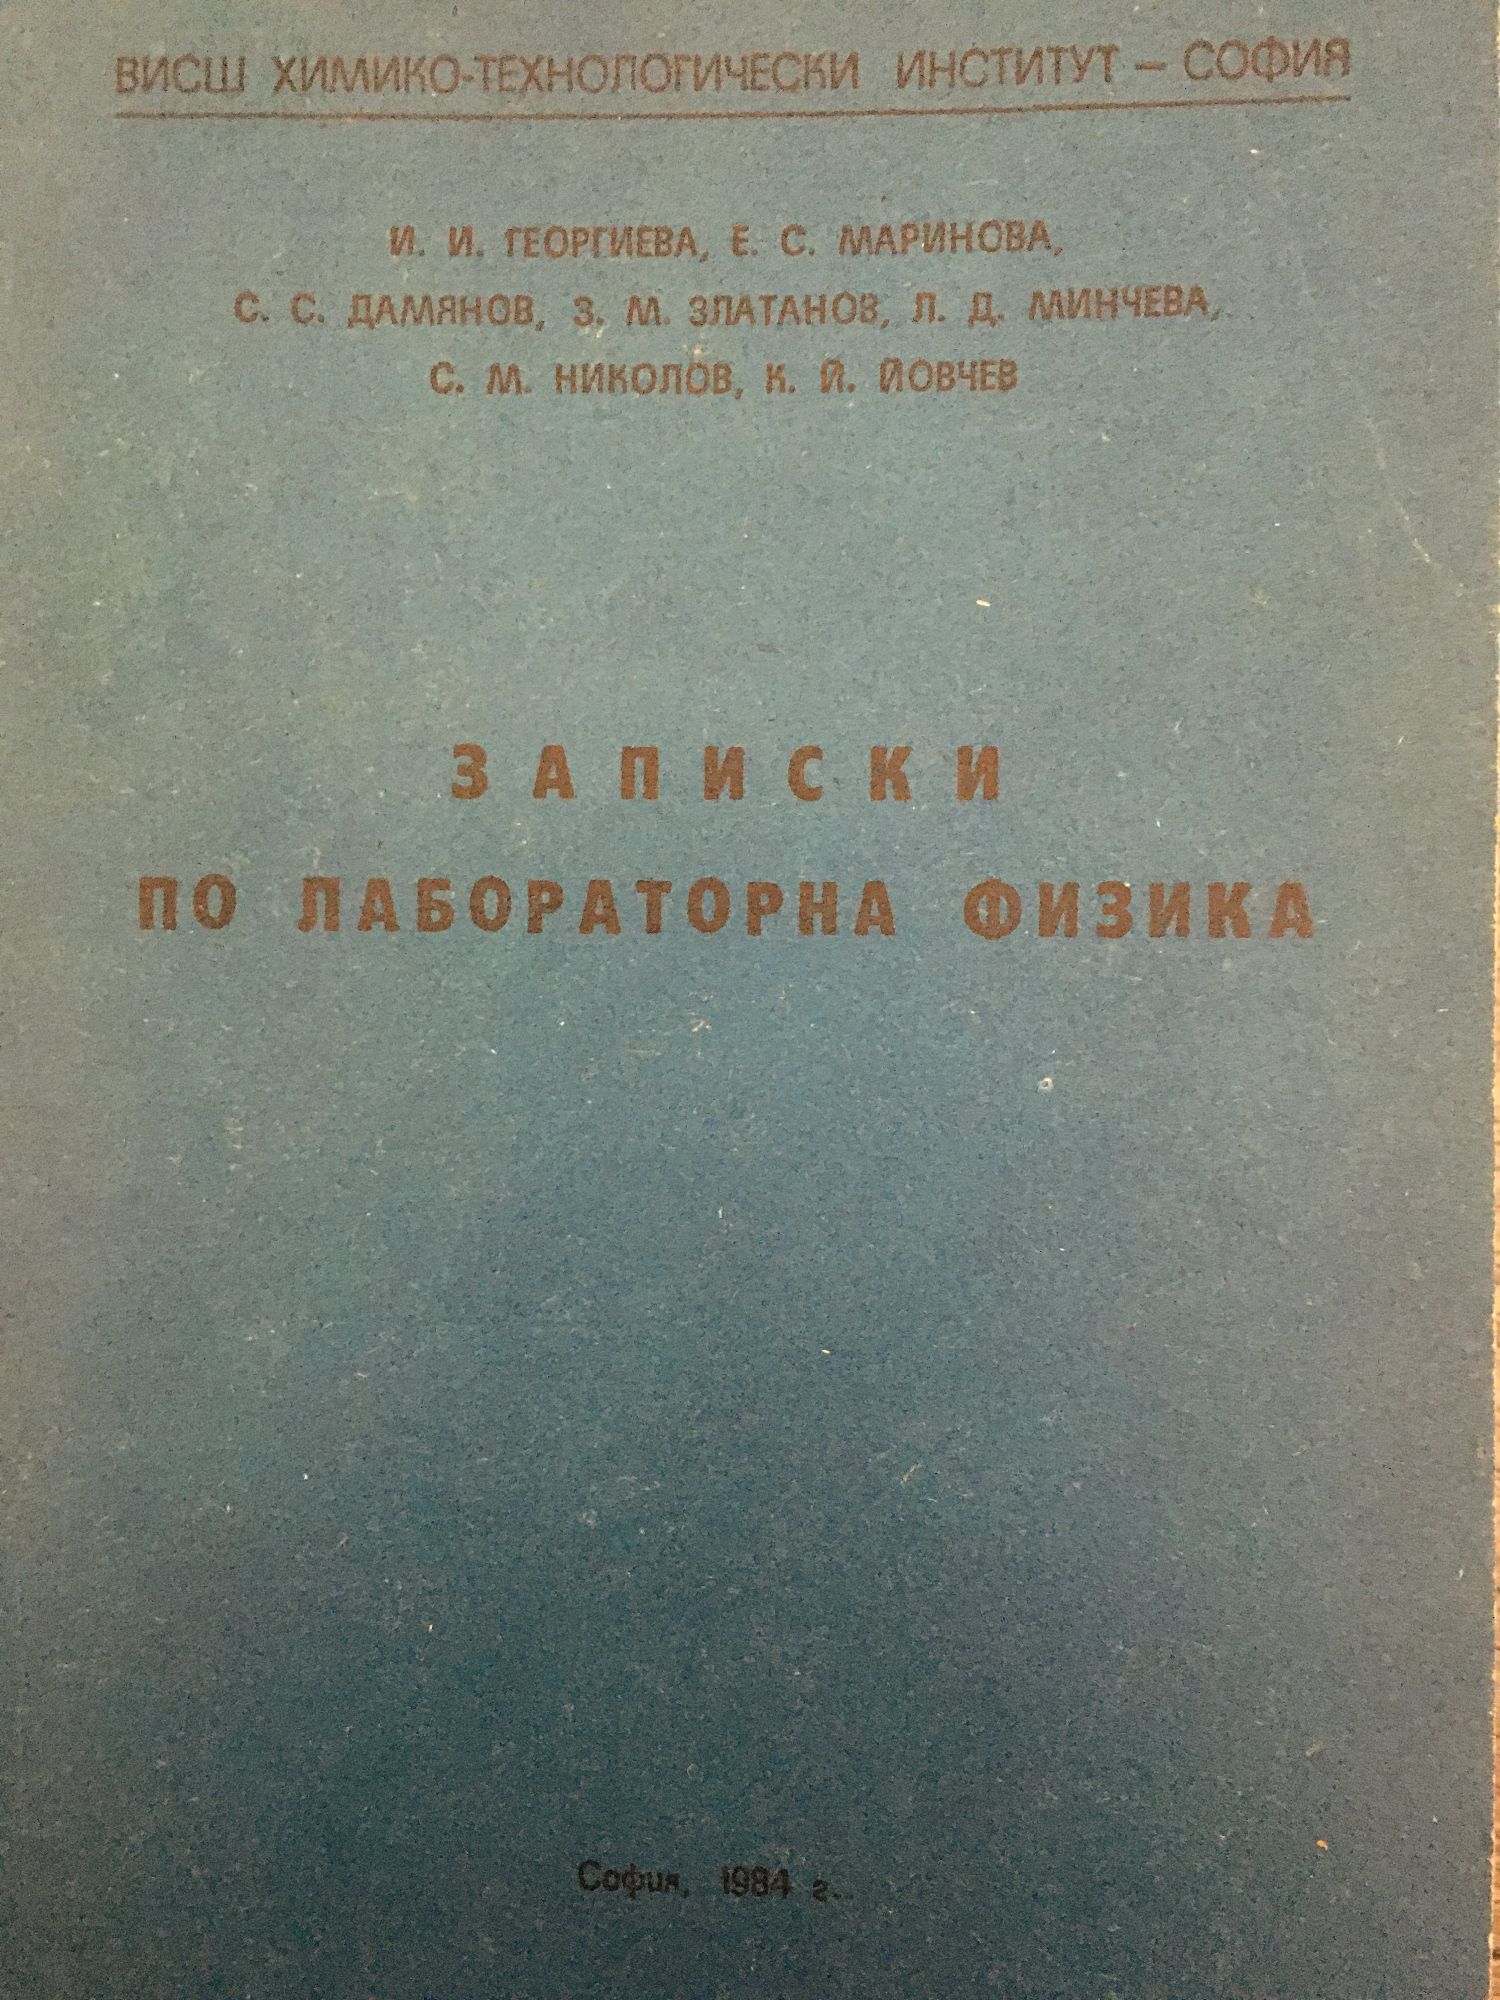 ВИСШ ХИМИКО-ТЕХНОЛОГИЧЕСКИ ИНСТИТУТ – СОФИЯ
И. И. ГЕОРГИЕВА, Е. С. МАРИНОВА,
С. С. ДАМЯНОВ, З. М. ЗЛАТАНОВ, Л. Д. МИНЧЕВА,
С. М. НИКОЛОВ, К. Й. ЙОВЧЕВ
ЗАПИСКИ
ПО ЛАБОРАТОРНА ФИЗИКА
София, 1984 г.